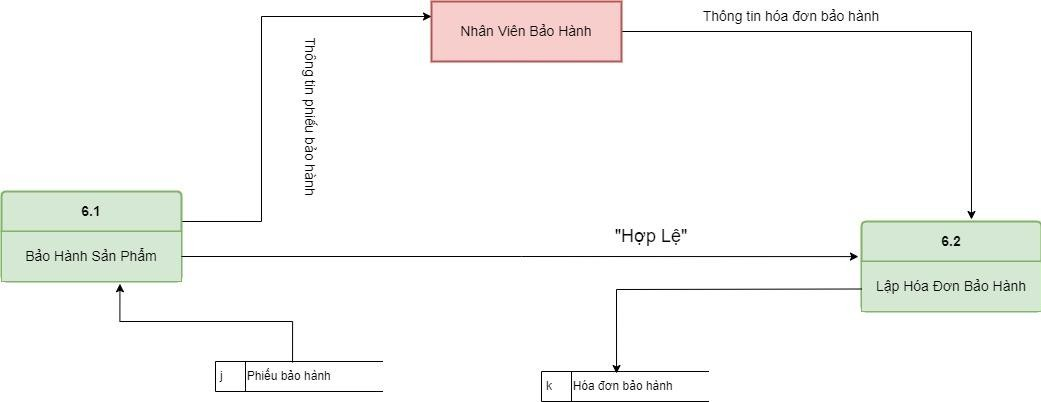 Nhân Viên Bảo Hành
Thông tin hóa đơn bảo hành
Thông tin phiếu bảo hành
6.1
Bảo Hành Sản Phẩm
"Hợp Lệ"
6.2
Lập Hóa Đơn Bảo Hành
j Phiếu bảo hành
k Hóa đơn bảo hành